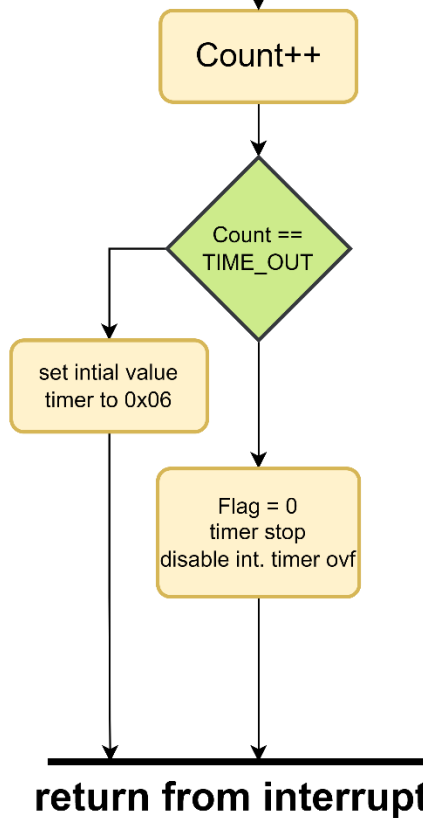 Count++
Count ==
TIME_OUT
set intial value
timer to 0x06
Flag = 0
timer stop
disable int. timer ovf
return from interrupt